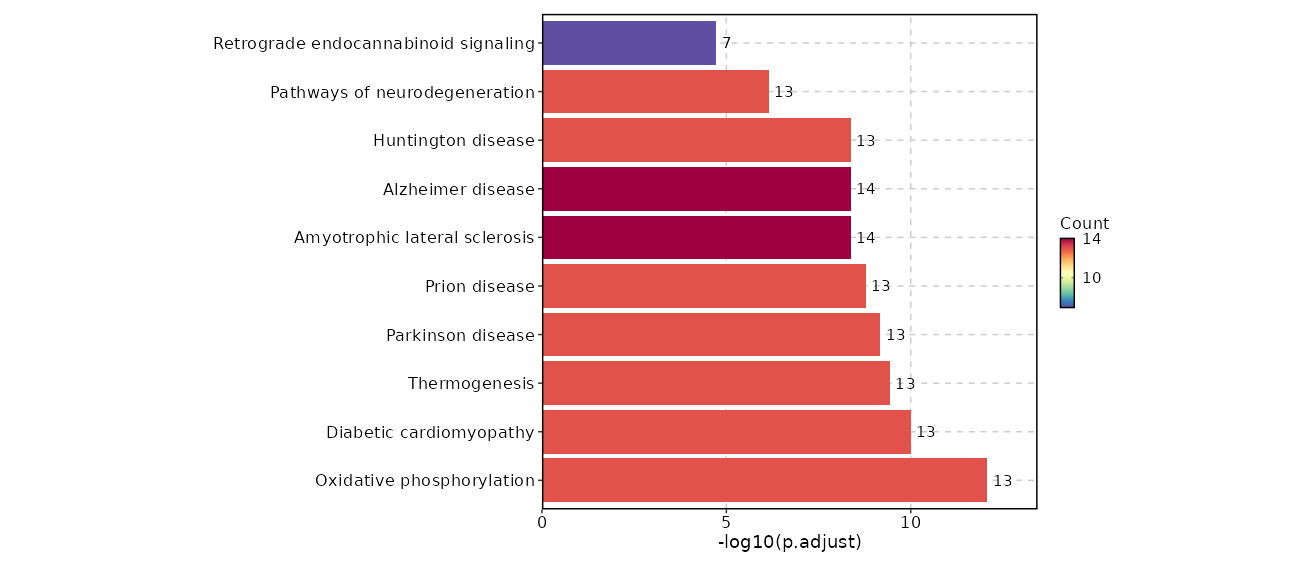 Retrograde endocannabinoid signaling 7
Pathways of neurodegeneration 13
Huntington disease 13
Alzheimer disease 14
Amyotrophic lateral sclerosis 14
Prion disease 13
Parkinson disease 13
Thermogenesis 13
Diabetic cardiomyopathy 13
Oxidative phosphorylation 13
0 5 10
-log10(p.adjust)
Count
14
10